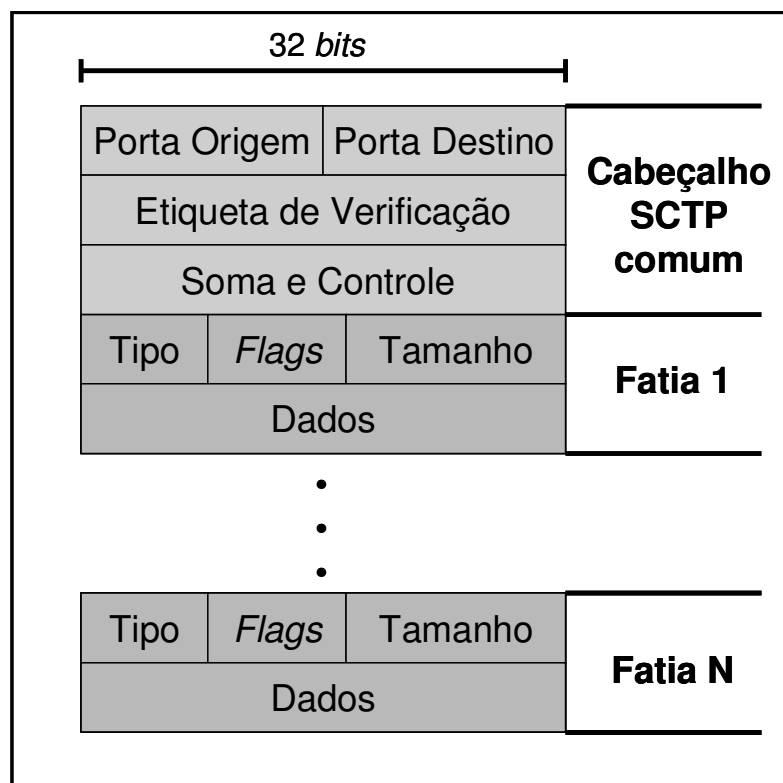 32 bits
Porta Origem
Porta Destino
Etiqueta de Verificação
Soma e Controle
Cabeçalho
SCTP
comum
Tipo
Flags
Tamanho
Dados
Fatia 1
Tipo
Flags
Tamanho
Dados
Fatia N